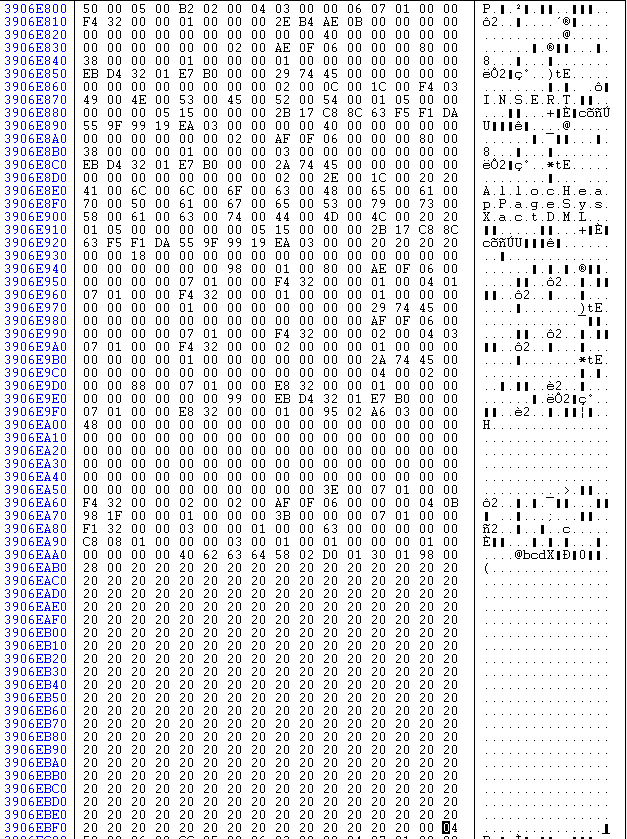 3906E800 50 00 05 00 B2 02 00 04 03 00 00 06 07 01 00 00 P
3906E810 F4 32 00 00 01 00 00 00 2E B4 AE 0B 00 00 00 00 ô2
3906E820 00 00 00 00 00 00 00 00 00 00 40 00 00 00 00 00 @
3906E830 00 00 00 00 00 00 02 00 AE 0F 06 00 00 00 80 00 ®
3906E840 38 00 00 00 01 00 00 00 01 00 00 00 00 00 00 00 8
3906E850 EB D4 32 01 E7 B0 00 00 29 74 45 00 00 00 00 00 ëÔ2 ç° )tE
3906E860 00 00 00 00 00 00 00 00 02 00 0C 00 1C 00 F4 03 ô
3906E870 49 00 4E 00 53 00 45 00 52 00 54 00 01 05 00 00 I.N.S.E.R.T.
3906E880 00 00 00 05 15 00 00 00 2B 17 C8 8C 63 F5 F1 DA + È cõñÚ
3906E890 55 9F 99 19 EA 03 00 00 00 00 40 00 00 00 00 00 U ê @
3906E8A0 00 00 00 00 00 00 02 00 AF 0F 06 00 00 00 80 00 ¯
3906E8B0 38 00 00 00 01 00 00 00 03 00 00 00 00 00 00 00 8
3906E8C0 EB D4 32 01 E7 B0 00 00 2A 74 45 00 00 00 00 00 ëÔ2 ç° *tE
3906E8D0 00 00 00 00 00 00 00 00 02 00 2E 00 1C 00 20 20
3906E8E0 41 00 6C 00 6C 00 6F 00 63 00 48 00 65 00 61 00 A.l.l.o.c.H.e.a.
3906E8F0 70 00 50 00 61 00 67 00 65 00 53 00 79 00 73 00 p.P.a.g.e.S.y.s.
3906E900 58 00 61 00 63 00 74 00 44 00 4D 00 4C 00 20 20 X.a.c.t.D.M.L.
3906E910 01 05 00 00 00 00 00 05 15 00 00 00 2B 17 C8 8C + È
3906E920 63 F5 F1 DA 55 9F 99 19 EA 03 00 00 20 20 20 20 cõñÚU ê
3906E930 00 00 18 00 00 00 00 00 00 00 00 00 00 00 00 00
3906E940 00 00 00 00 00 00 98 01 00 80 00 00 AE 0F 06 00 ®
3906E950 00 00 00 00 07 01 00 00 F4 32 00 00 01 00 04 01 ô2
3906E960 07 01 00 00 F4 32 00 00 01 00 00 00 01 00 00 00 ô2
3906E970 00 00 00 00 01 00 00 00 00 00 00 00 29 74 45 00 )tE
3906E980 00 00 00 00 00 00 00 00 00 00 00 00 AF 0F 06 00 ¯
3906E990 00 00 00 00 07 01 00 00 F4 32 00 00 02 00 04 03 ô2
3906E9A0 07 01 00 00 F4 32 00 00 02 00 00 00 01 00 00 00 ô2
3906E9B0 00 00 00 00 01 00 00 00 00 00 00 00 2A 74 45 00 *tE
3906E9C0 00 00 00 00 00 00 00 00 00 00 00 00 04 00 02 00
3906E9D0 00 00 88 00 07 01 00 00 E8 32 00 00 01 00 00 00 è2
3906E9E0 00 00 00 00 00 00 99 00 EB D4 32 01 E7 B0 00 00 ëÔ2 ç°
3906E9F0 07 01 00 00 E8 32 00 00 01 00 95 02 A6 03 00 00 è2 ¦
3906EA00 48 00 00 00 00 00 00 00 00 00 00 00 00 00 00 00 H
3906EA10 00 00 00 00 00 00 00 00 00 00 00 00 00 00 00 00
3906EA20 00 00 00 00 00 00 00 00 00 00 00 00 00 00 00 00
3906EA30 00 00 00 00 00 00 00 00 00 00 00 00 00 00 00 00
3906EA40 00 00 00 00 00 00 00 00 00 00 00 00 00 00 00 00
3906EA50 00 00 00 00 00 00 00 00 00 00 3E 00 07 01 00 00 >
3906EA60 F4 32 00 00 02 00 02 00 AF 0F 06 00 00 00 04 0B ô2 ¯
3906EA70 98 1F 00 00 01 00 00 00 3B 00 00 00 07 01 00 00 ;
3906EA80 F1 32 00 00 03 00 00 01 00 00 63 00 00 00 00 00 ñ2 c
3906EA90 C8 08 01 00 00 00 03 00 01 00 01 00 00 00 01 00 È
3906EAA0 00 00 00 00 40 62 63 64 58 02 D0 01 30 01 98 00 @bcdX Ð 0
3906EAB0 28 00 20 20 20 20 20 20 20 20 20 20 20 20 20 20 (
3906EAC0 20 20 20 20 20 20 20 20 20 20 20 20 20 20 20 20
3906EAD0 20 20 20 20 20 20 20 20 20 20 20 20 20 20 20 20
3906EAE0 20 20 20 20 20 20 20 20 20 20 20 20 20 20 20 20
3906EAF0 20 20 20 20 20 20 20 20 20 20 20 20 20 20 20 20
3906EB00 20 20 20 20 20 20 20 20 20 20 20 20 20 20 20 20
3906EB10 20 20 20 20 20 20 20 20 20 20 20 20 20 20 20 20
3906EB20 20 20 20 20 20 20 20 20 20 20 20 20 20 20 20 20
3906EB30 20 20 20 20 20 20 20 20 20 20 20 20 20 20 20 20
3906EB40 20 20 20 20 20 20 20 20 20 20 20 20 20 20 20 20
3906EB50 20 20 20 20 20 20 20 20 20 20 20 20 20 20 20 20
3906EB60 20 20 20 20 20 20 20 20 20 20 20 20 20 20 20 20
3906EB70 20 20 20 20 20 20 20 20 20 20 20 20 20 20 20 20
3906EB80 20 20 20 20 20 20 20 20 20 20 20 20 20 20 20 20
3906EB90 20 20 20 20 20 20 20 20 20 20 20 20 20 20 20 20
3906EBA0 20 20 20 20 20 20 20 20 20 20 20 20 20 20 20 20
3906EBB0 20 20 20 20 20 20 20 20 20 20 20 20 20 20 20 20
3906EBC0 20 20 20 20 20 20 20 20 20 20 20 20 20 20 20 20
3906EBD0 20 20 20 20 20 20 20 20 20 20 20 20 20 20 20 20
3906EBE0 20 20 20 20 20 20 20 20 20 20 20 20 20 20 20 20
3906EBF0 20 20 20 20 20 20 20 20 20 20 20 20 20 00 00 04